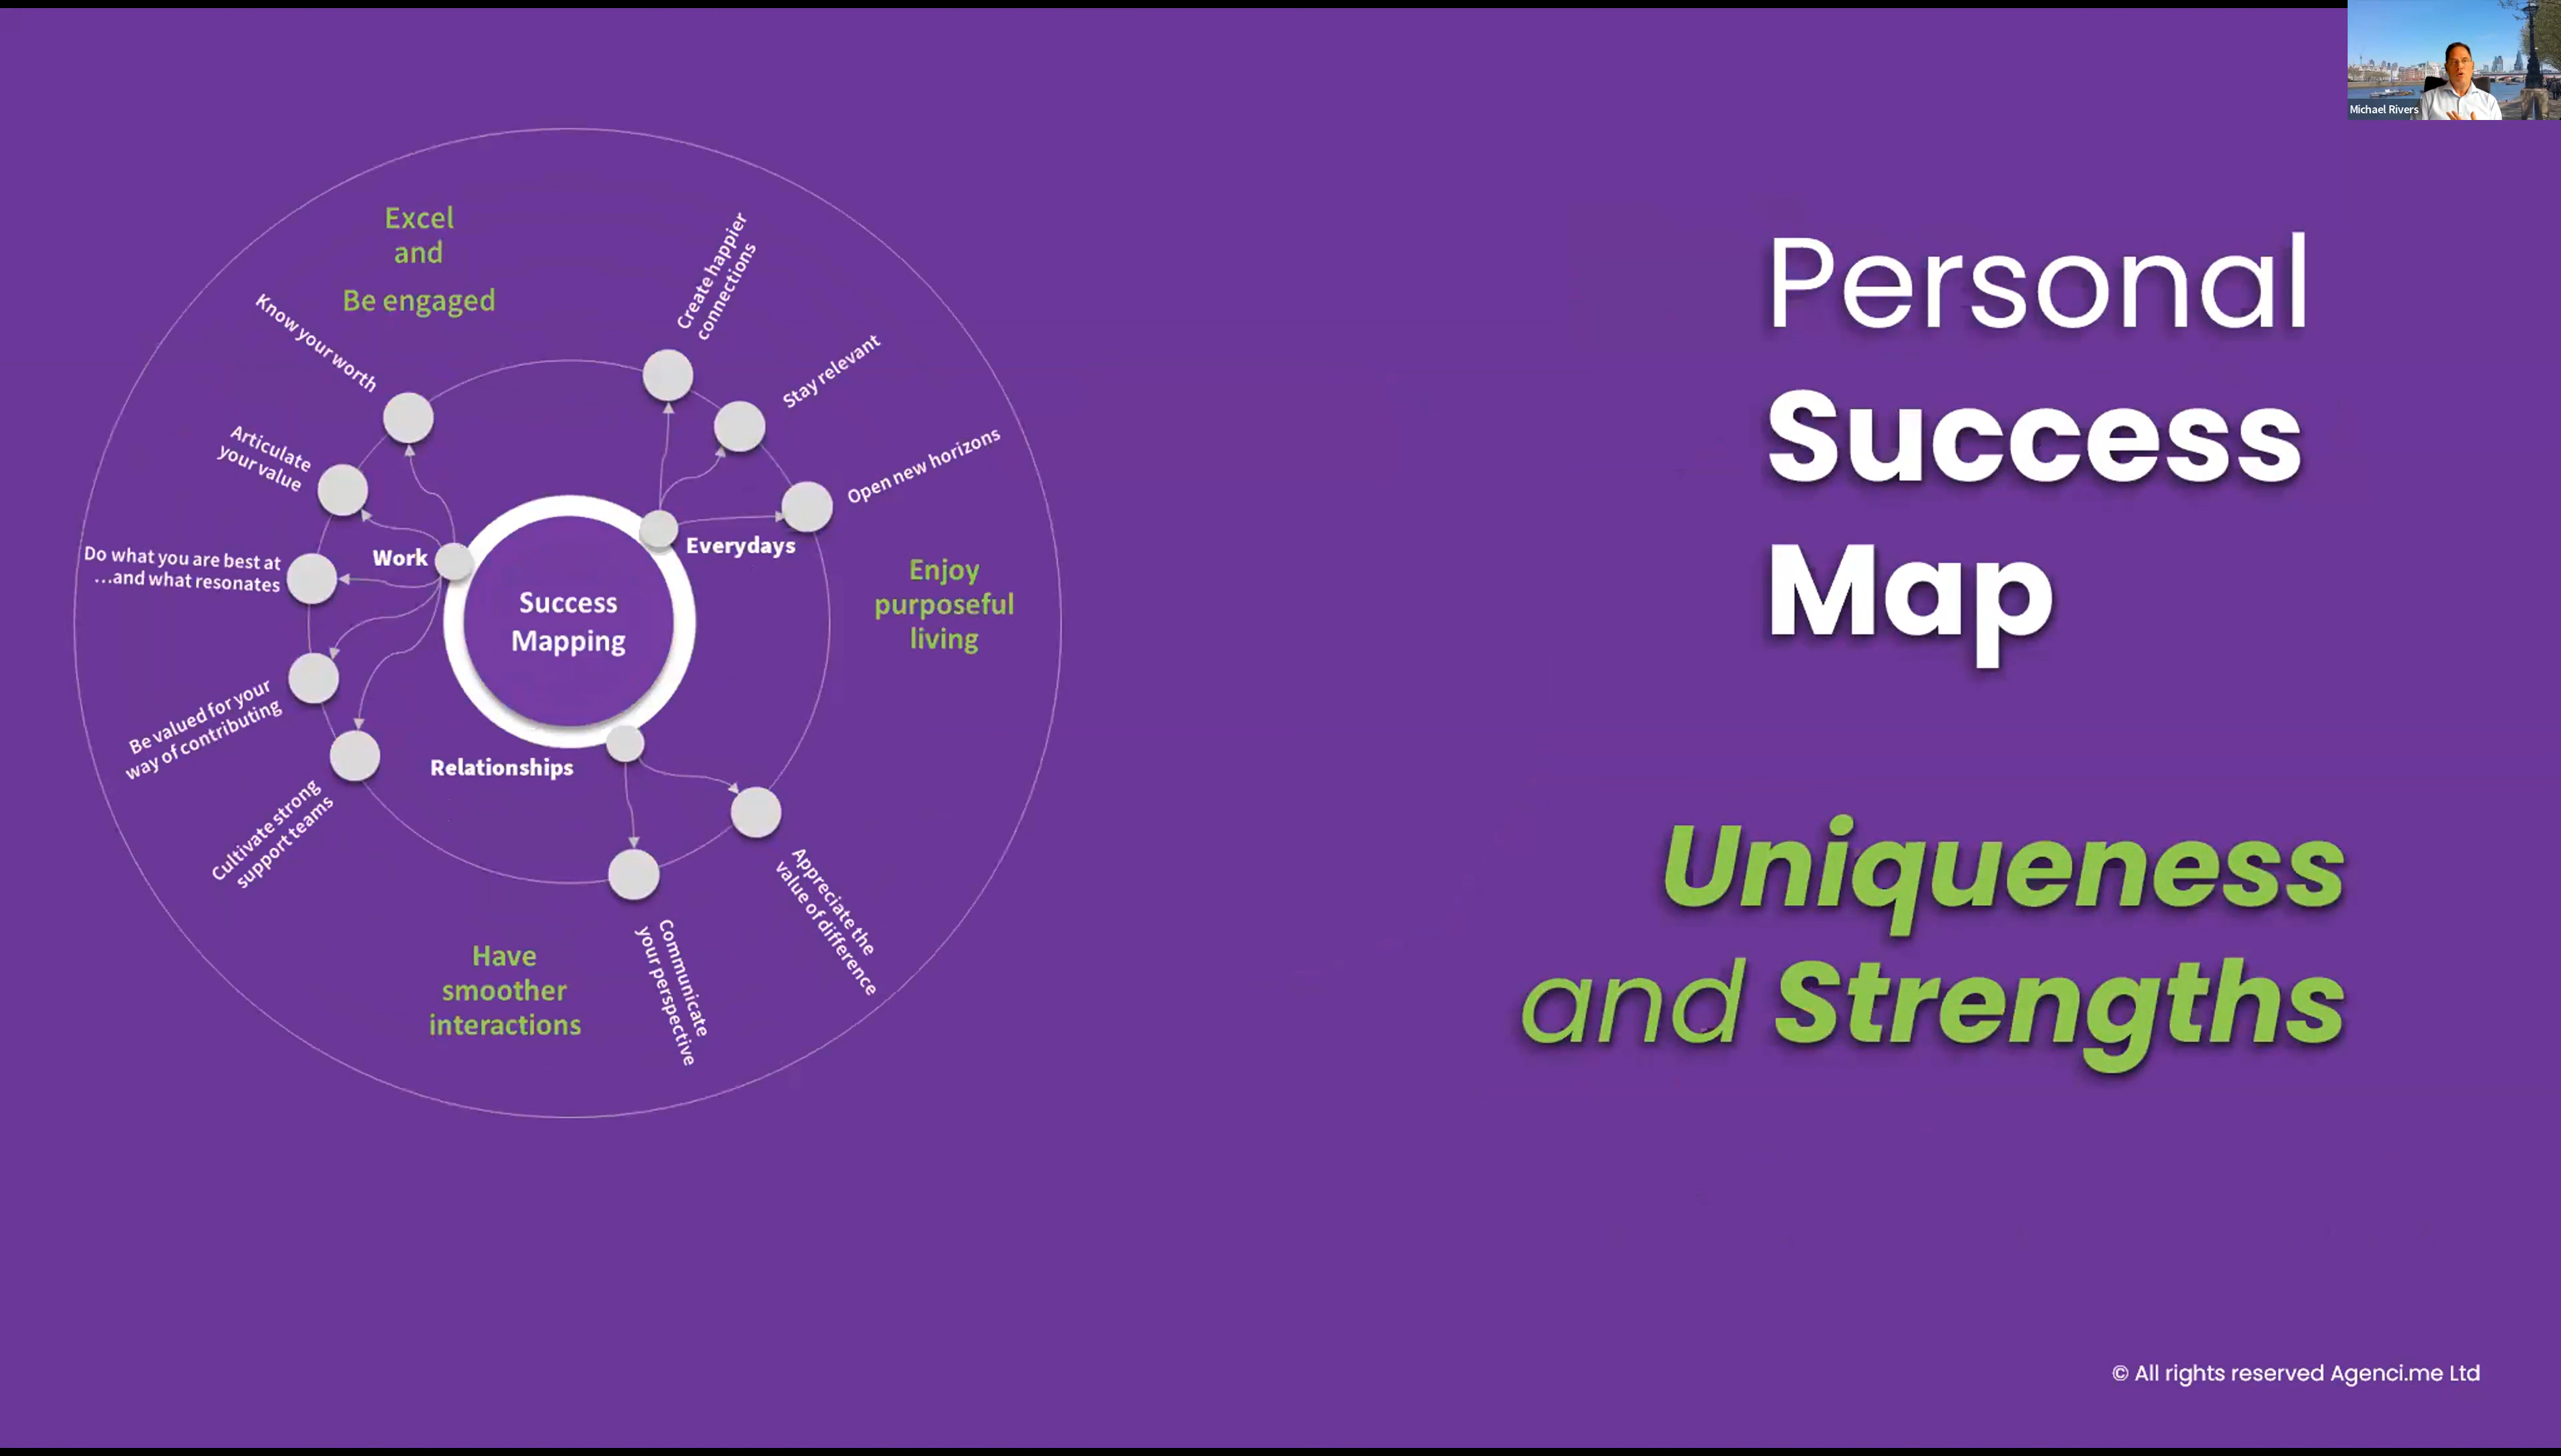 Michael Rivers
Personal
Success
Map
Uniqueness
and Strengths
Excel
and
Be engaged
Know your worth
Articulate
your value
Do what you are best at
...and what resonates
Be valued for your
way of contributing
Cultivate strong
support teams
Work
Success
Mapping
Everydays
Create happier
connections
Stay relevant
Open new horizons
Enjoy
purposeful
living
Relationships
Appreciate the
value of difference
Communicate
your perspective
Have
smoother
interactions
© All rights reserved Agenci.me Ltd